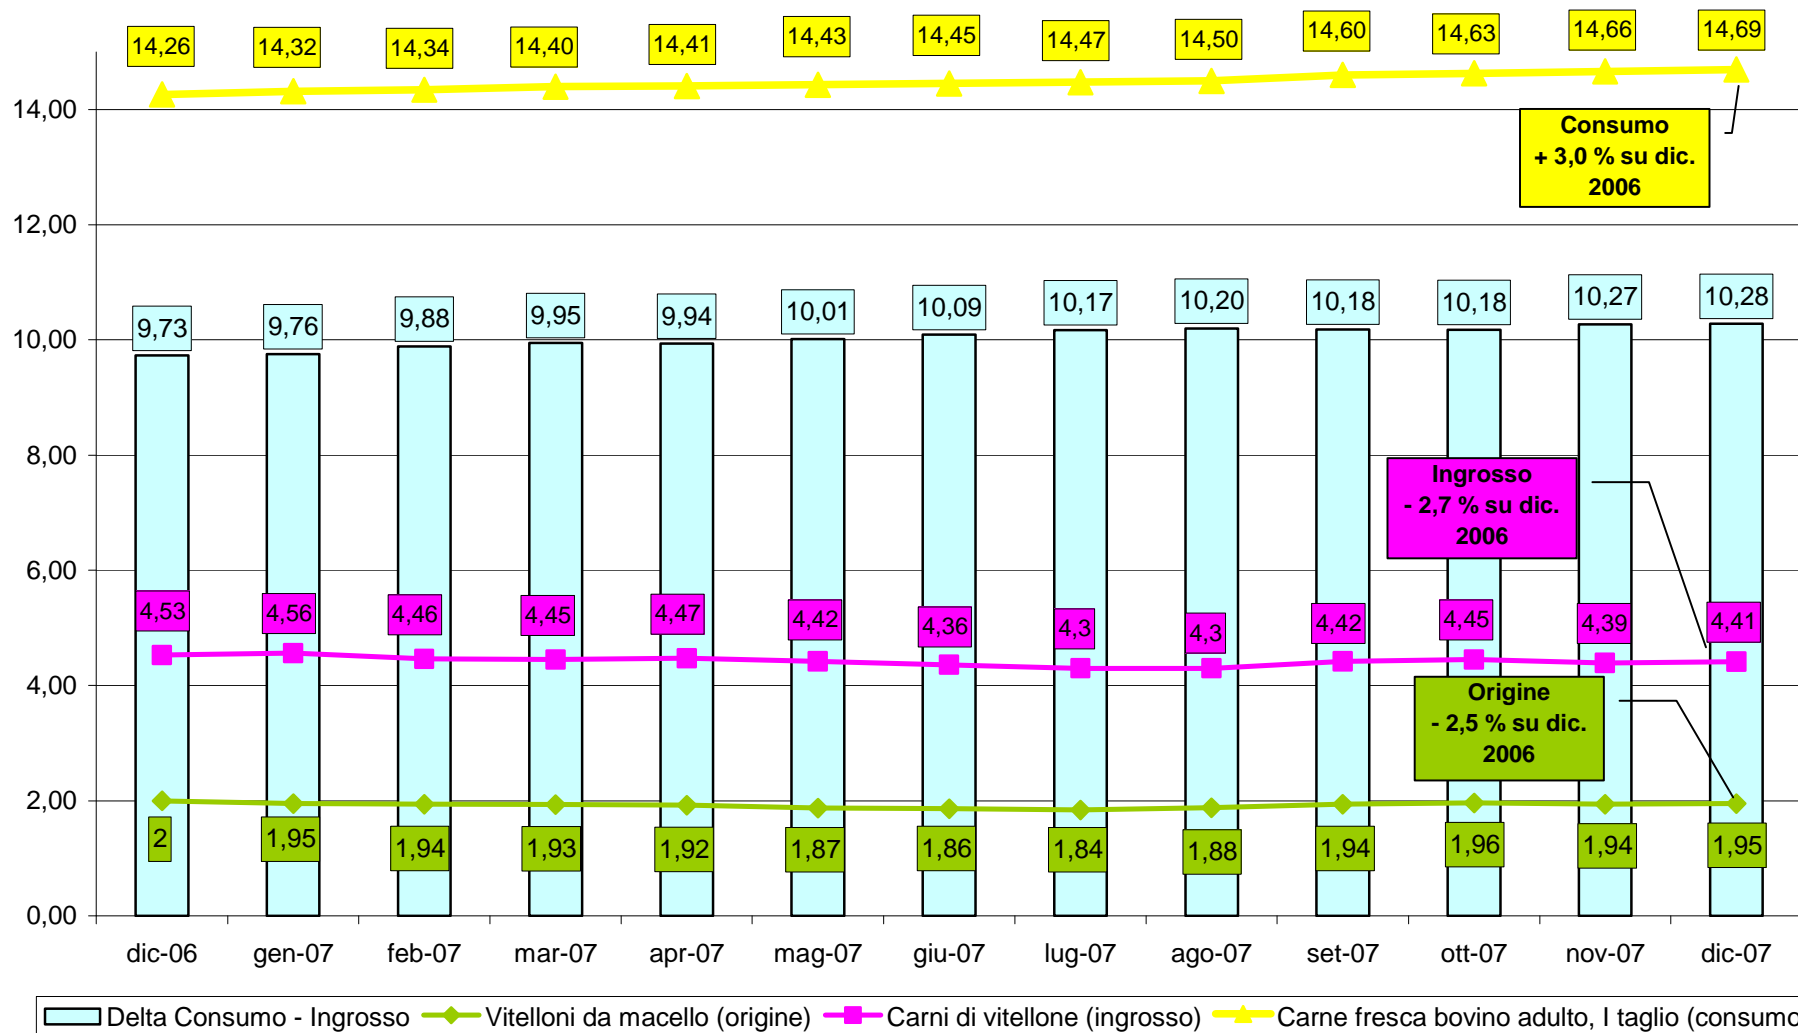 14,26 14,32 14,34 14,40 14,41 14,43 14,45 14,47 14,50 14,60 14,63 14,66 14,69
14,00
Consumo
+ 3,0 % su dic.
2006
12,00
9,73 9,76 9,88 9,95 9,94 10,01 10,09 10,17 10,20 10,18 10,18 10,27 10,28
10,00
8,00
Ingrosso
- 2,7 % su dic.
2006
6,00
4,53 4,56 4,46 4,45 4,47 4,42 4,36 4,3 4,3 4,42 4,45 4,39 4,41
4,00
Origine
- 2,5 % su dic.
2006
2,00
2 1,95 1,94 1,93 1,92 1,87 1,86 1,84 1,88 1,94 1,96 1,94 1,95
0,00
dic-06 gen-07 feb-07 mar-07 apr-07 mag-07 giu-07 lug-07 ago-07 set-07 ott-07 nov-07 dic-07
Delta Consumo - Ingrosso Vitelloni da macello (origine) Carni di vitellone (ingrosso) Carne fresca bovino adulto, I taglio (consumo